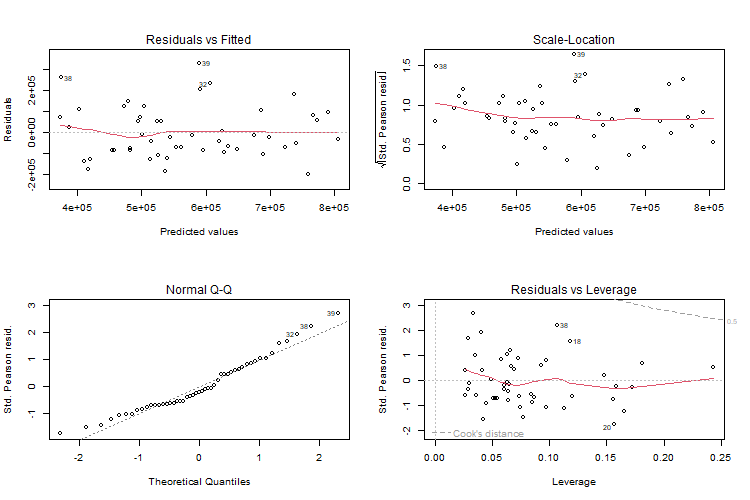 Residuals vs Fitted
Residuals
-2e+05 0e+00 2e+05
38
39
32
4e+05 5e+05 6e+05 7e+05 8e+05
Predicted values
Scale-Location
√|Std. Pearson resid|
0.0 0.5 1.0 1.5
38
39
32
4e+05 5e+05 6e+05 7e+05 8e+05
Predicted values
Normal Q-Q
Std. Pearson resid.
-1 0 1 2 3
39
38
32
-2 -1 0 1 2
Theoretical Quantiles
Residuals vs Leverage
Std. Pearson resid.
-2 -1 0 1 2 3
38
18
20
0.5
Cook's distance
0.00 0.05 0.10 0.15 0.20 0.25
Leverage